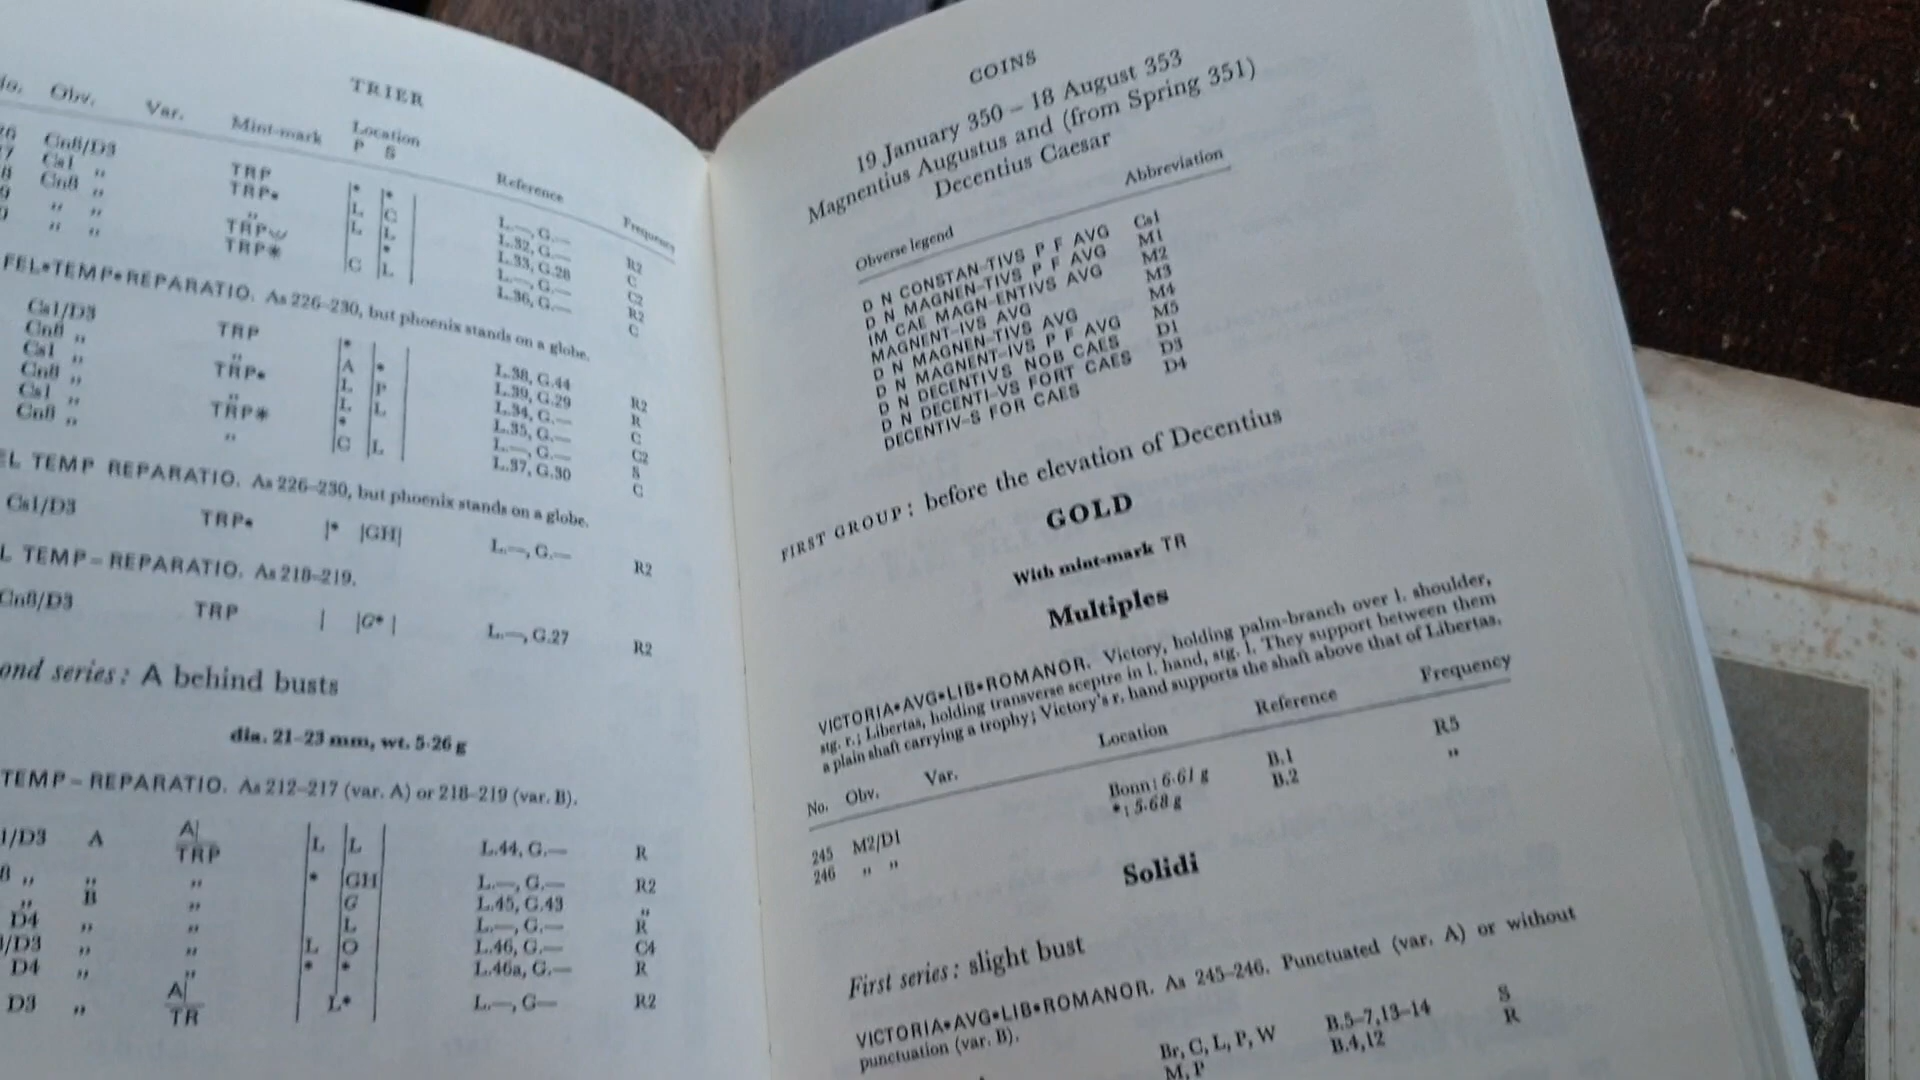 TRIER
No. Obv. Var. Mint-mark Location Reference Frequency
P S
Cn8/D3 TRP L.—, G.— R2
Cs1 „ TRP• L.32, G.— C
Cn8 „ „ L.33, G.28 C2
„ „ TRP L.—, G.— R2
„ „ TRP* C L L.36, G.— C
FEL•TEMP•REPARATIO. As 226–230, but phoenix stands on a globe.
Cs1/D3 TRP L.38, G.44 R2
Cn8 „ „ A • L.39, G.29 R
Cs1 „ TRP• L P L.34, G.— C
Cn8 „ „ L L L.35, G.— C2
Cs1 „ TRP* L.—, G.— S
Cn8 „ „ C L L.37, G.30 C
EL TEMP REPARATIO. As 226–230, but phoenix stands on a globe.
Cs1/D3 TRP• |* |GH| L.—, G.— R2
L TEMP–REPARATIO. As 218–219.
Cn8/D3 TRP | |G*| L.—, G.27 R2
ond series: A behind busts
dia. 21–23 mm, wt. 5·26 g
TEMP–REPARATIO. As 212–217 (var. A) or 218–219 (var. B).
1/D3 A A| TRP L L L.44, G.— R
8 „ „ „ * GH L.—, G.— R2
„ B „ G L.45, G.43 „
D4 „ „ L L.—, G.— R
/D3 „ „ L O L.46, G.— C4
D4 „ „ * * L.46a, G.— R
D3 „ A| TR L* L.—, G— R2
COINS
19 January 350 – 18 August 353
Magnentius Augustus and (from Spring 351)
Decentius Caesar
Obverse legend Abbreviation
D N CONSTAN–TIVS P F AVG Cs1
D N MAGNEN–TIVS P F AVG M1
IM CAE MAGN–ENTIVS AVG M2
MAGNENT–IVS AVG M3
D N MAGNEN–TIVS AVG M4
D N MAGNENT–IVS P F AVG M5
D N DECENTIVS NOB CAES D1
D N DECENTI–VS FORT CAES D3
DECENTIV–S FOR CAES D4
FIRST GROUP: before the elevation of Decentius
GOLD
With mint-mark TR
Multiples
VICTORIA•AVG•LIB•ROMANOR. Victory, holding palm-branch over l. shoulder,
stg. r.; Libertas, holding transverse sceptre in l. hand, stg. l. They support between them
a plain shaft carrying a trophy; Victory's r. hand supports the shaft above that of Libertas.
No. Obv. Var. Location Reference Frequency
245 M2/D1 Bonn: 6·61 g B.1 R5
246 „ „ *: 5·68 g B.2 „
Solidi
First series: slight bust
VICTORIA•AVG•LIB•ROMANOR. As 245–246. Punctuated (var. A) or without
punctuation (var. B).
Br, C, L, P, W B.5–7,13–14 S
M, P B.4,12 R